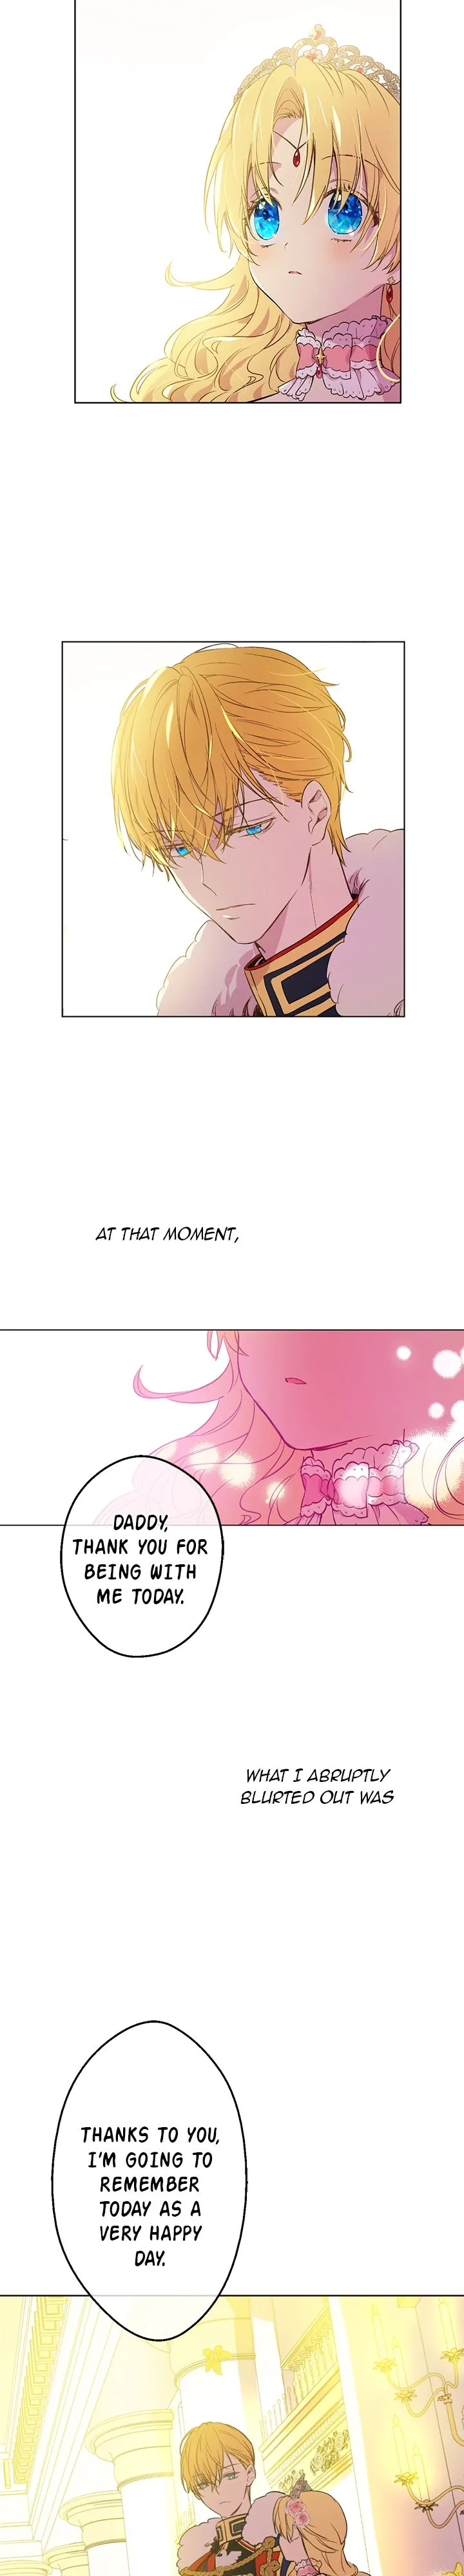 AT THAT MOMENT,
DADDY,
THANK YOU FOR
BEING WITH
ME TODAY.
WHAT I ABRUPTLY
BLURTED OUT WAS
THANKS TO YOU,
I'M GOING TO
REMEMBER
TODAY AS A
VERY HAPPY
DAY.